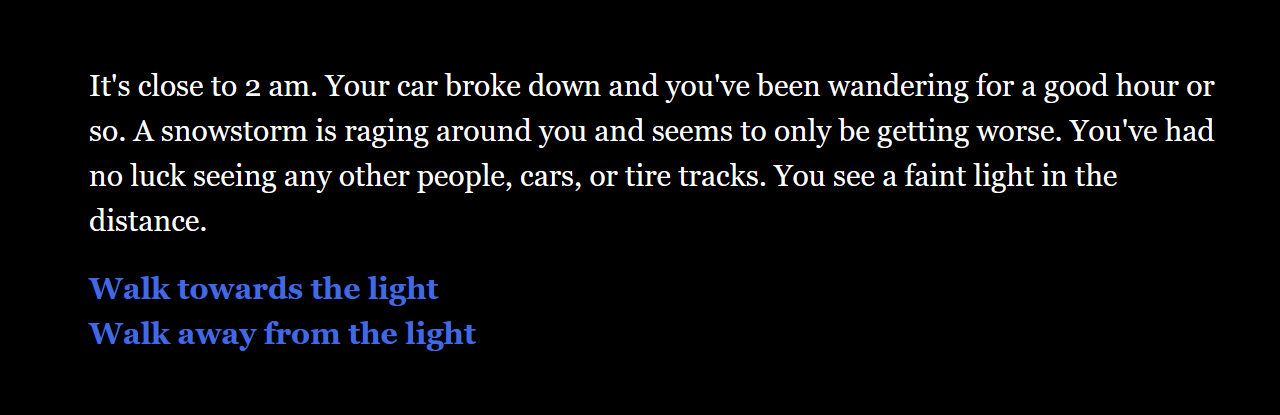 It's close to 2 am. Your car broke down and you've been wandering for a good hour or
so. A snowstorm is raging around you and seems to only be getting worse. You've had
no luck seeing any other people, cars, or tire tracks. You see a faint light in the
distance.
Walk towards the light
Walk away from the light